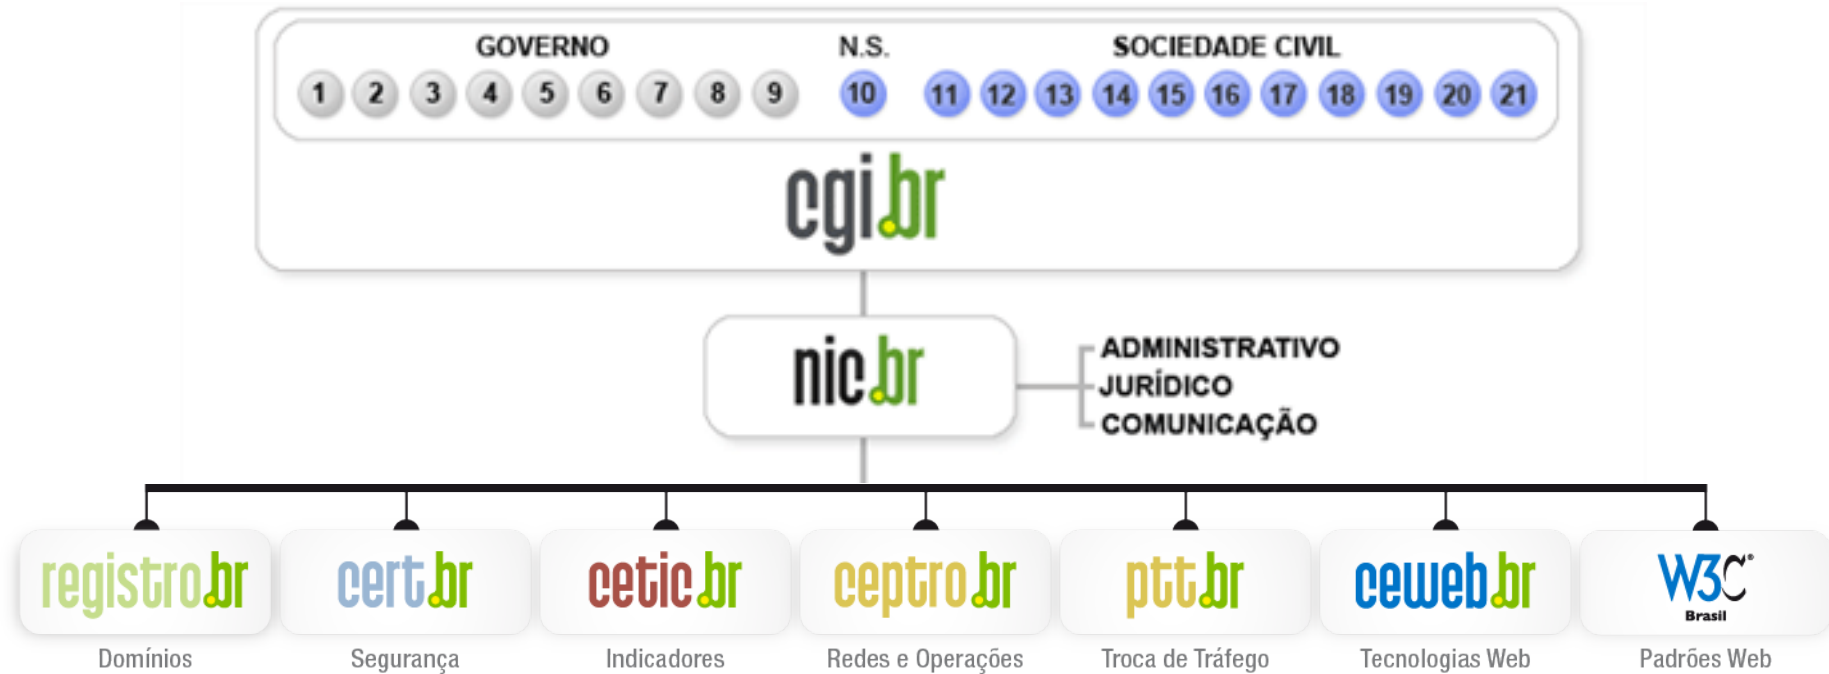 GOVERNO N.S. SOCIEDADE CIVIL
1 2 3 4 5 6 7 8 9 10 11 12 13 14 15 16 17 18 19 20 21
cgi.br
nic.br
ADMINISTRATIVO
JURÍDICO
COMUNICAÇÃO
registro.br cert.br cetic.br ceptro.br ptt.br ceweb.br W3C®
Brasil
Domínios Segurança Indicadores Redes e Operações Troca de Tráfego Tecnologias Web Padrões Web